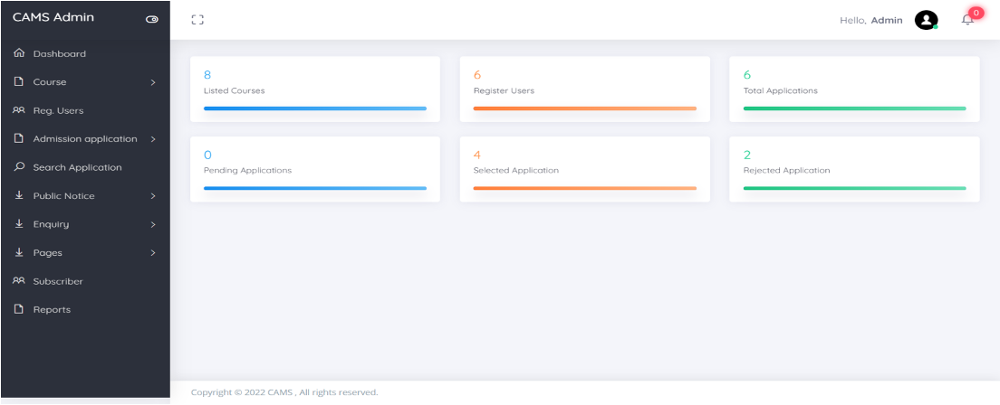 CAMS Admin
Hello, Admin
0
Dashboard
Course
Reg. Users
Admission application
Search Application
Public Notice
Enquiry
Pages
Subscriber
Reports
8
Listed Courses
6
Register Users
6
Total Applications
0
Pending Applications
4
Selected Application
2
Rejected Application
Copyright © 2022 CAMS , All rights reserved.